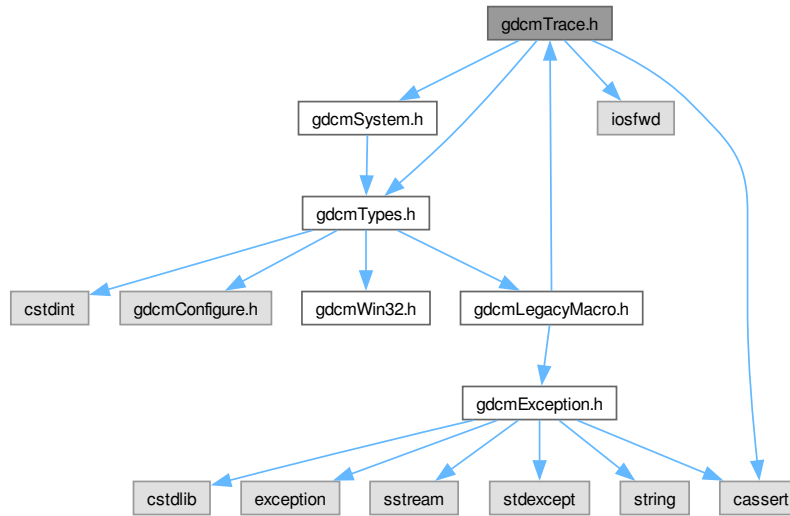 gdcmTrace.h
gdcmSystem.h
iosfwd
gdcmTypes.h
cstdint
gdcmConfigure.h
gdcmWin32.h
gdcmLegacyMacro.h
gdcmException.h
cstdlib
exception
sstream
stdexcept
string
cassert